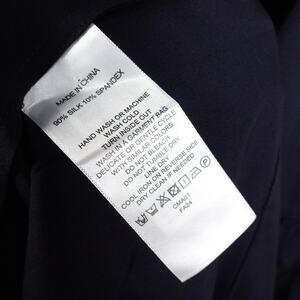 MADE IN CHINA
90% SILK 10% SPANDEX
HAND WASH OR MACHINE
WASH COLD
TURN INSIDE OUT
WASH IN A GARMENT BAG
DELICATE OR GENTLE CYCLE
WITH SIMILAR COLORS
DO NOT BLEACH
DO NOT TUMBLE DRY
LINE DRY
COOL IRON ON REVERSE SIDE
DRY CLEAN IF NEEDED
CMA01
FA24